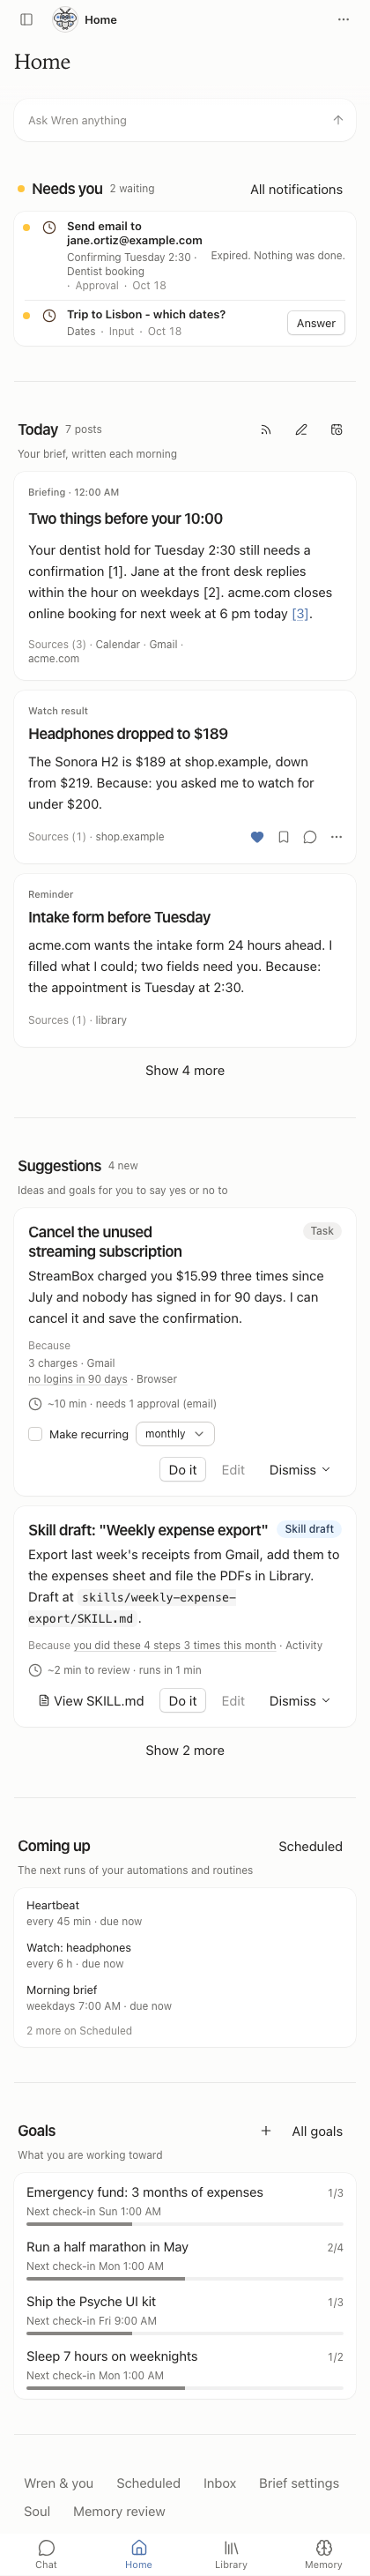 Home
Home
Ask Wren anything
Needs you 2 waiting All notifications
Send email to
jane.ortiz@example.com
Confirming Tuesday 2:30 ·
Dentist booking
· Approval · Oct 18
Expired. Nothing was done.
Trip to Lisbon - which dates?
Dates · Input · Oct 18
Answer
Today 7 posts
Your brief, written each morning
Briefing · 12:00 AM
Two things before your 10:00
Your dentist hold for Tuesday 2:30 still needs a
confirmation [1]. Jane at the front desk replies
within the hour on weekdays [2]. acme.com closes
online booking for next week at 6 pm today [3].
Sources (3) · Calendar · Gmail ·
acme.com
Watch result
Headphones dropped to $189
The Sonora H2 is $189 at shop.example, down
from $219. Because: you asked me to watch for
under $200.
Sources (1) · shop.example
Reminder
Intake form before Tuesday
acme.com wants the intake form 24 hours ahead. I
filled what I could; two fields need you. Because:
the appointment is Tuesday at 2:30.
Sources (1) · library
Show 4 more
Suggestions 4 new
Ideas and goals for you to say yes or no to
Cancel the unused
streaming subscription
Task
StreamBox charged you $15.99 three times since
July and nobody has signed in for 90 days. I can
cancel it and save the confirmation.
Because
3 charges · Gmail
no logins in 90 days · Browser
~10 min · needs 1 approval (email)
Make recurring monthly
Do it Edit Dismiss
Skill draft: "Weekly expense export" Skill draft
Export last week's receipts from Gmail, add them to
the expenses sheet and file the PDFs in Library.
Draft at skills/weekly-expense-
export/SKILL.md.
Because you did these 4 steps 3 times this month · Activity
~2 min to review · runs in 1 min
View SKILL.md Do it Edit Dismiss
Show 2 more
Coming up Scheduled
The next runs of your automations and routines
Heartbeat
every 45 min · due now
Watch: headphones
every 6 h · due now
Morning brief
weekdays 7:00 AM · due now
2 more on Scheduled
Goals All goals
What you are working toward
Emergency fund: 3 months of expenses 1/3
Next check-in Sun 1:00 AM
Run a half marathon in May 2/4
Next check-in Mon 1:00 AM
Ship the Psyche UI kit 1/3
Next check-in Fri 9:00 AM
Sleep 7 hours on weeknights 1/2
Next check-in Mon 1:00 AM
Wren & you Scheduled Inbox Brief settings
Soul Memory review
Chat Home Library Memory